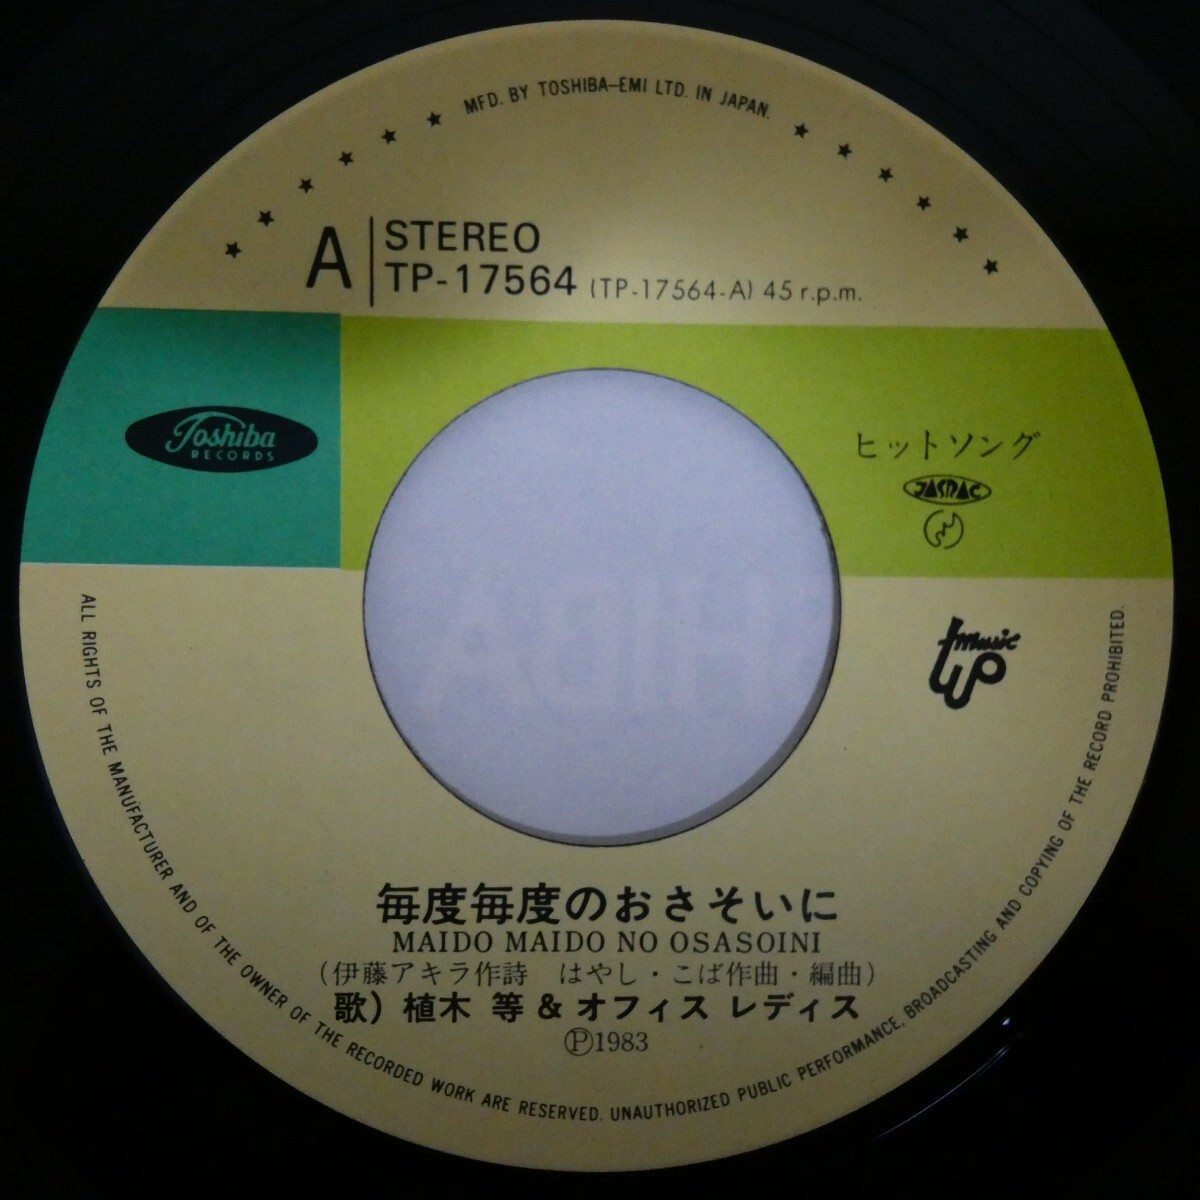 MFD. BY TOSHIBA-EMI LTD. IN JAPAN.
A
STEREO
TP-17564 (TP-17564-A) 45 r.p.m.
Toshiba
RECORDS
ヒットソング
JASRAC
music
up
毎度毎度のおさそいに
MAIDO MAIDO NO OSASOINI
(伊藤アキラ作詩 はやし・こば作曲・編曲)
歌) 植木 等 & オフィス レディス
Ⓟ1983
ALL RIGHTS OF THE MANUFACTURER AND OF THE OWNER OF THE RECORDED WORK ARE RESERVED. UNAUTHORIZED PUBLIC PERFORMANCE, BROADCASTING AND COPYING OF THE RECORD PROHIBITED.